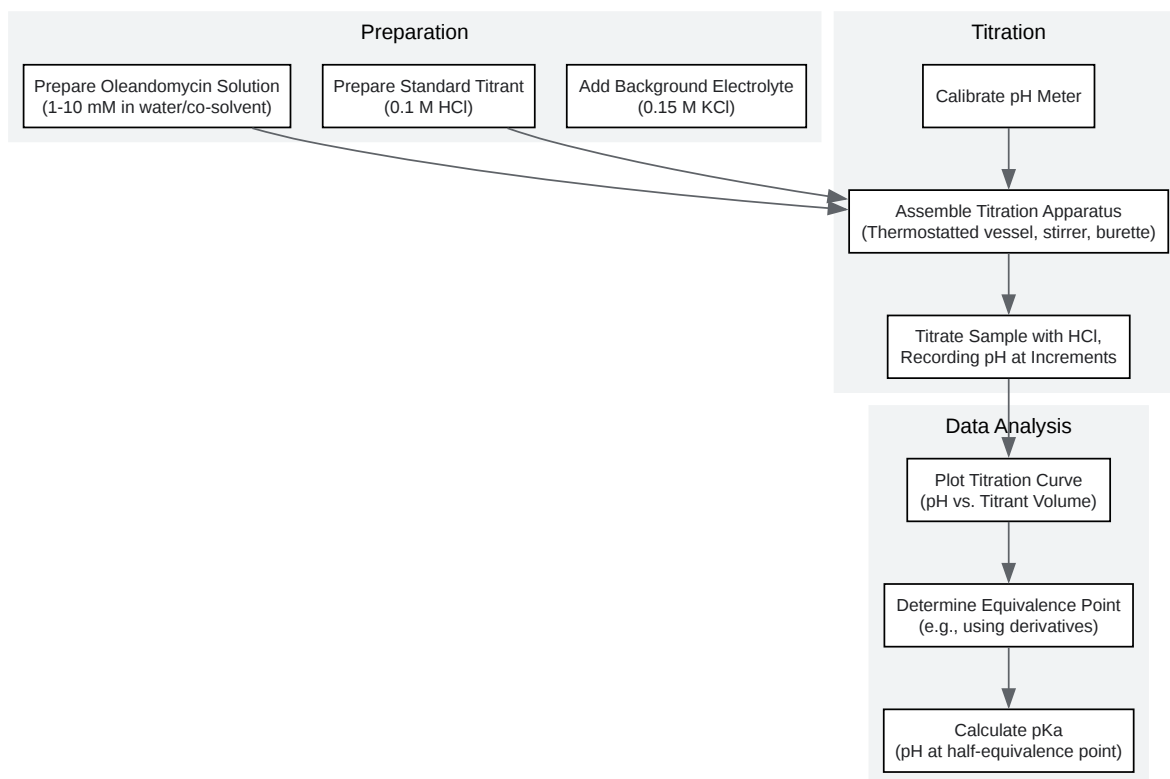 Preparation
Prepare Oleandomycin Solution
(1-10 mM in water/co-solvent)
Prepare Standard Titrant
(0.1 M HCl)
Add Background Electrolyte
(0.15 M KCl)
Titration
Calibrate pH Meter
Assemble Titration Apparatus
(Thermostatted vessel, stirrer, burette)
Titrate Sample with HCl,
Recording pH at Increments
Data Analysis
Plot Titration Curve
(pH vs. Titrant Volume)
Determine Equivalence Point
(e.g., using derivatives)
Calculate pKa
(pH at half-equivalence point)